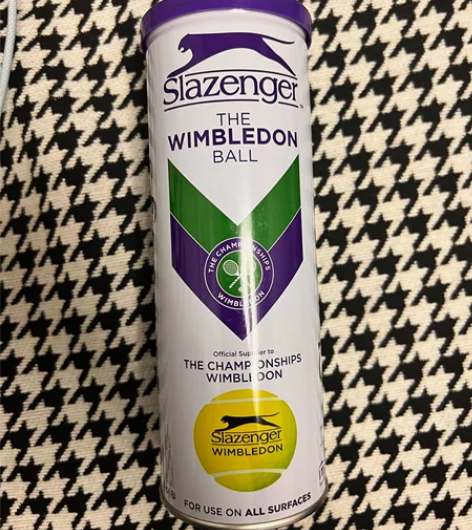 Slazenger
THE
WIMBLEDON
BALL
THE CHAMPIONSHIPS
WIMBLEDON
Official Supplier to
THE CHAMPIONSHIPS
WIMBLEDON
Slazenger
WIMBLEDON
FOR USE ON ALL SURFACES